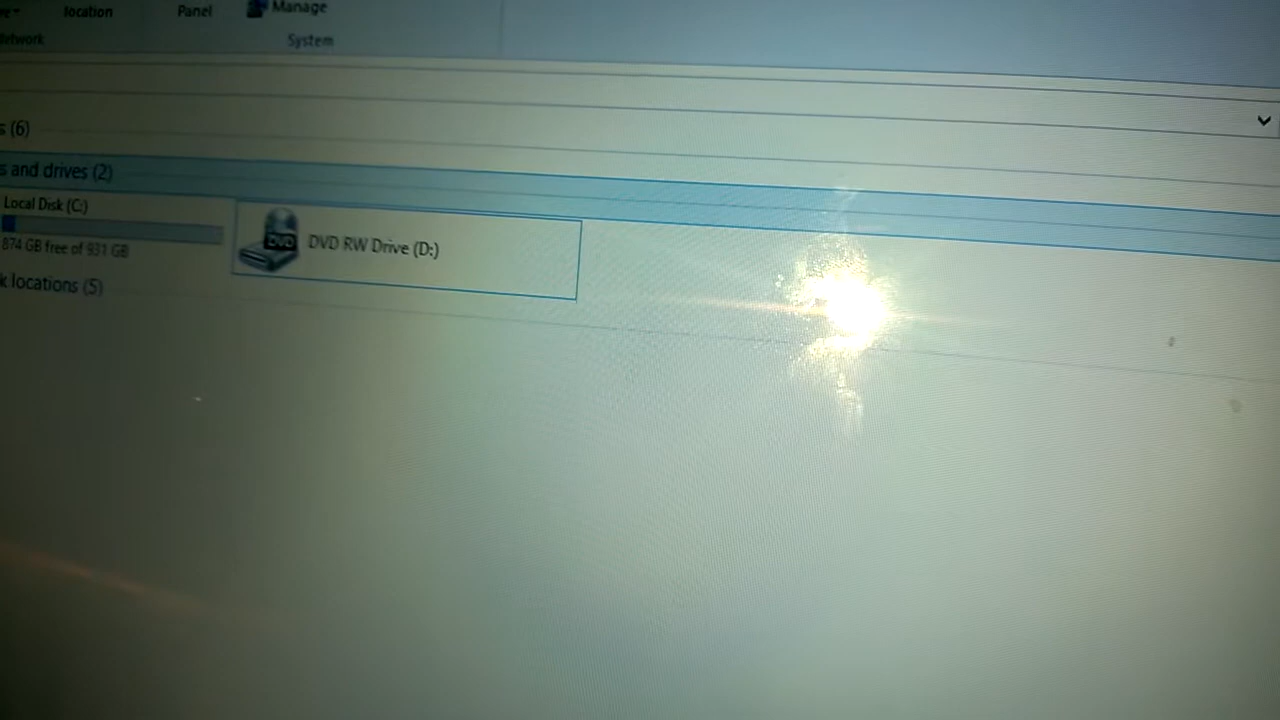 location Panel Manage
System
(6)
s and drives (2)
Local Disk (C:)
874 GB free of 931 GB
DVD RW Drive (D:)
k locations (5)